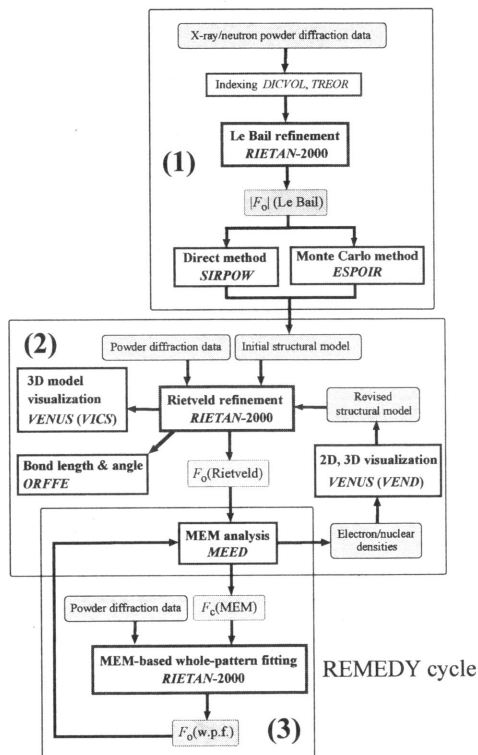 X-ray/neutron powder diffraction data
Indexing DICVOL, TREOR
Le Bail refinement
RIETAN-2000
(1)
|Fo| (Le Bail)
Direct method
SIRPOW
Monte Carlo method
ESPOIR
(2)
Powder diffraction data
Initial structural model
3D model
visualization
VENUS (VICS)
Rietveld refinement
RIETAN-2000
Revised
structural model
Bond length & angle
ORFFE
Fo(Rietveld)
2D, 3D visualization
VENUS (VEND)
MEM analysis
MEED
Electron/nuclear
densities
Powder diffraction data
Fc(MEM)
MEM-based whole-pattern fitting
RIETAN-2000
REMEDY cycle
Fo(w.p.f.)
(3)